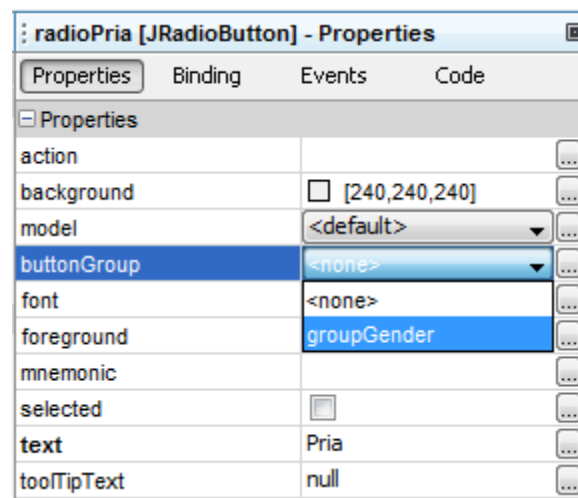 radioPria [JRadioButton] - Properties
Properties Binding Events Code
Properties
action ...
background [240,240,240] ...
model <default> ...
buttonGroup <none> ...
font <none> ...
foreground groupGender ...
mnemonic ...
selected ...
text Pria ...
toolTipText null ...